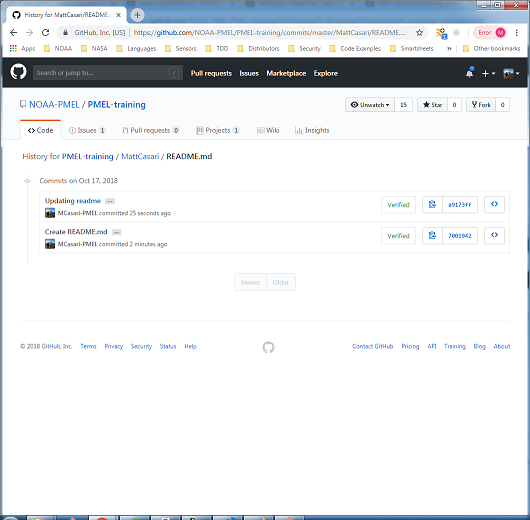 History for MattCasari/README.
GitHub, Inc. [US] | https://github.com/NOAA-PMEL/PMEL-training/commits/master/MattCasari/README....
Error M
Apps NOAA NASA Languages Sensors TDD Distributors Security Code Examples Smartsheets » Other bookmarks
Search or jump to... / Pull requests Issues Marketplace Explore
NOAA-PMEL / PMEL-training Unwatch 15 Star 0 Fork 0
<> Code Issues 1 Pull requests 0 Projects 1 Wiki Insights
History for PMEL-training / MattCasari / README.md
Commits on Oct 17, 2018
Updating readme ...
MCasari-PMEL committed 25 seconds ago Verified a9173ff <>
Create README.md ...
MCasari-PMEL committed 2 minutes ago Verified 7001942 <>
Newer Older
© 2018 GitHub, Inc. Terms Privacy Security Status Help Contact GitHub Pricing API Training Blog About